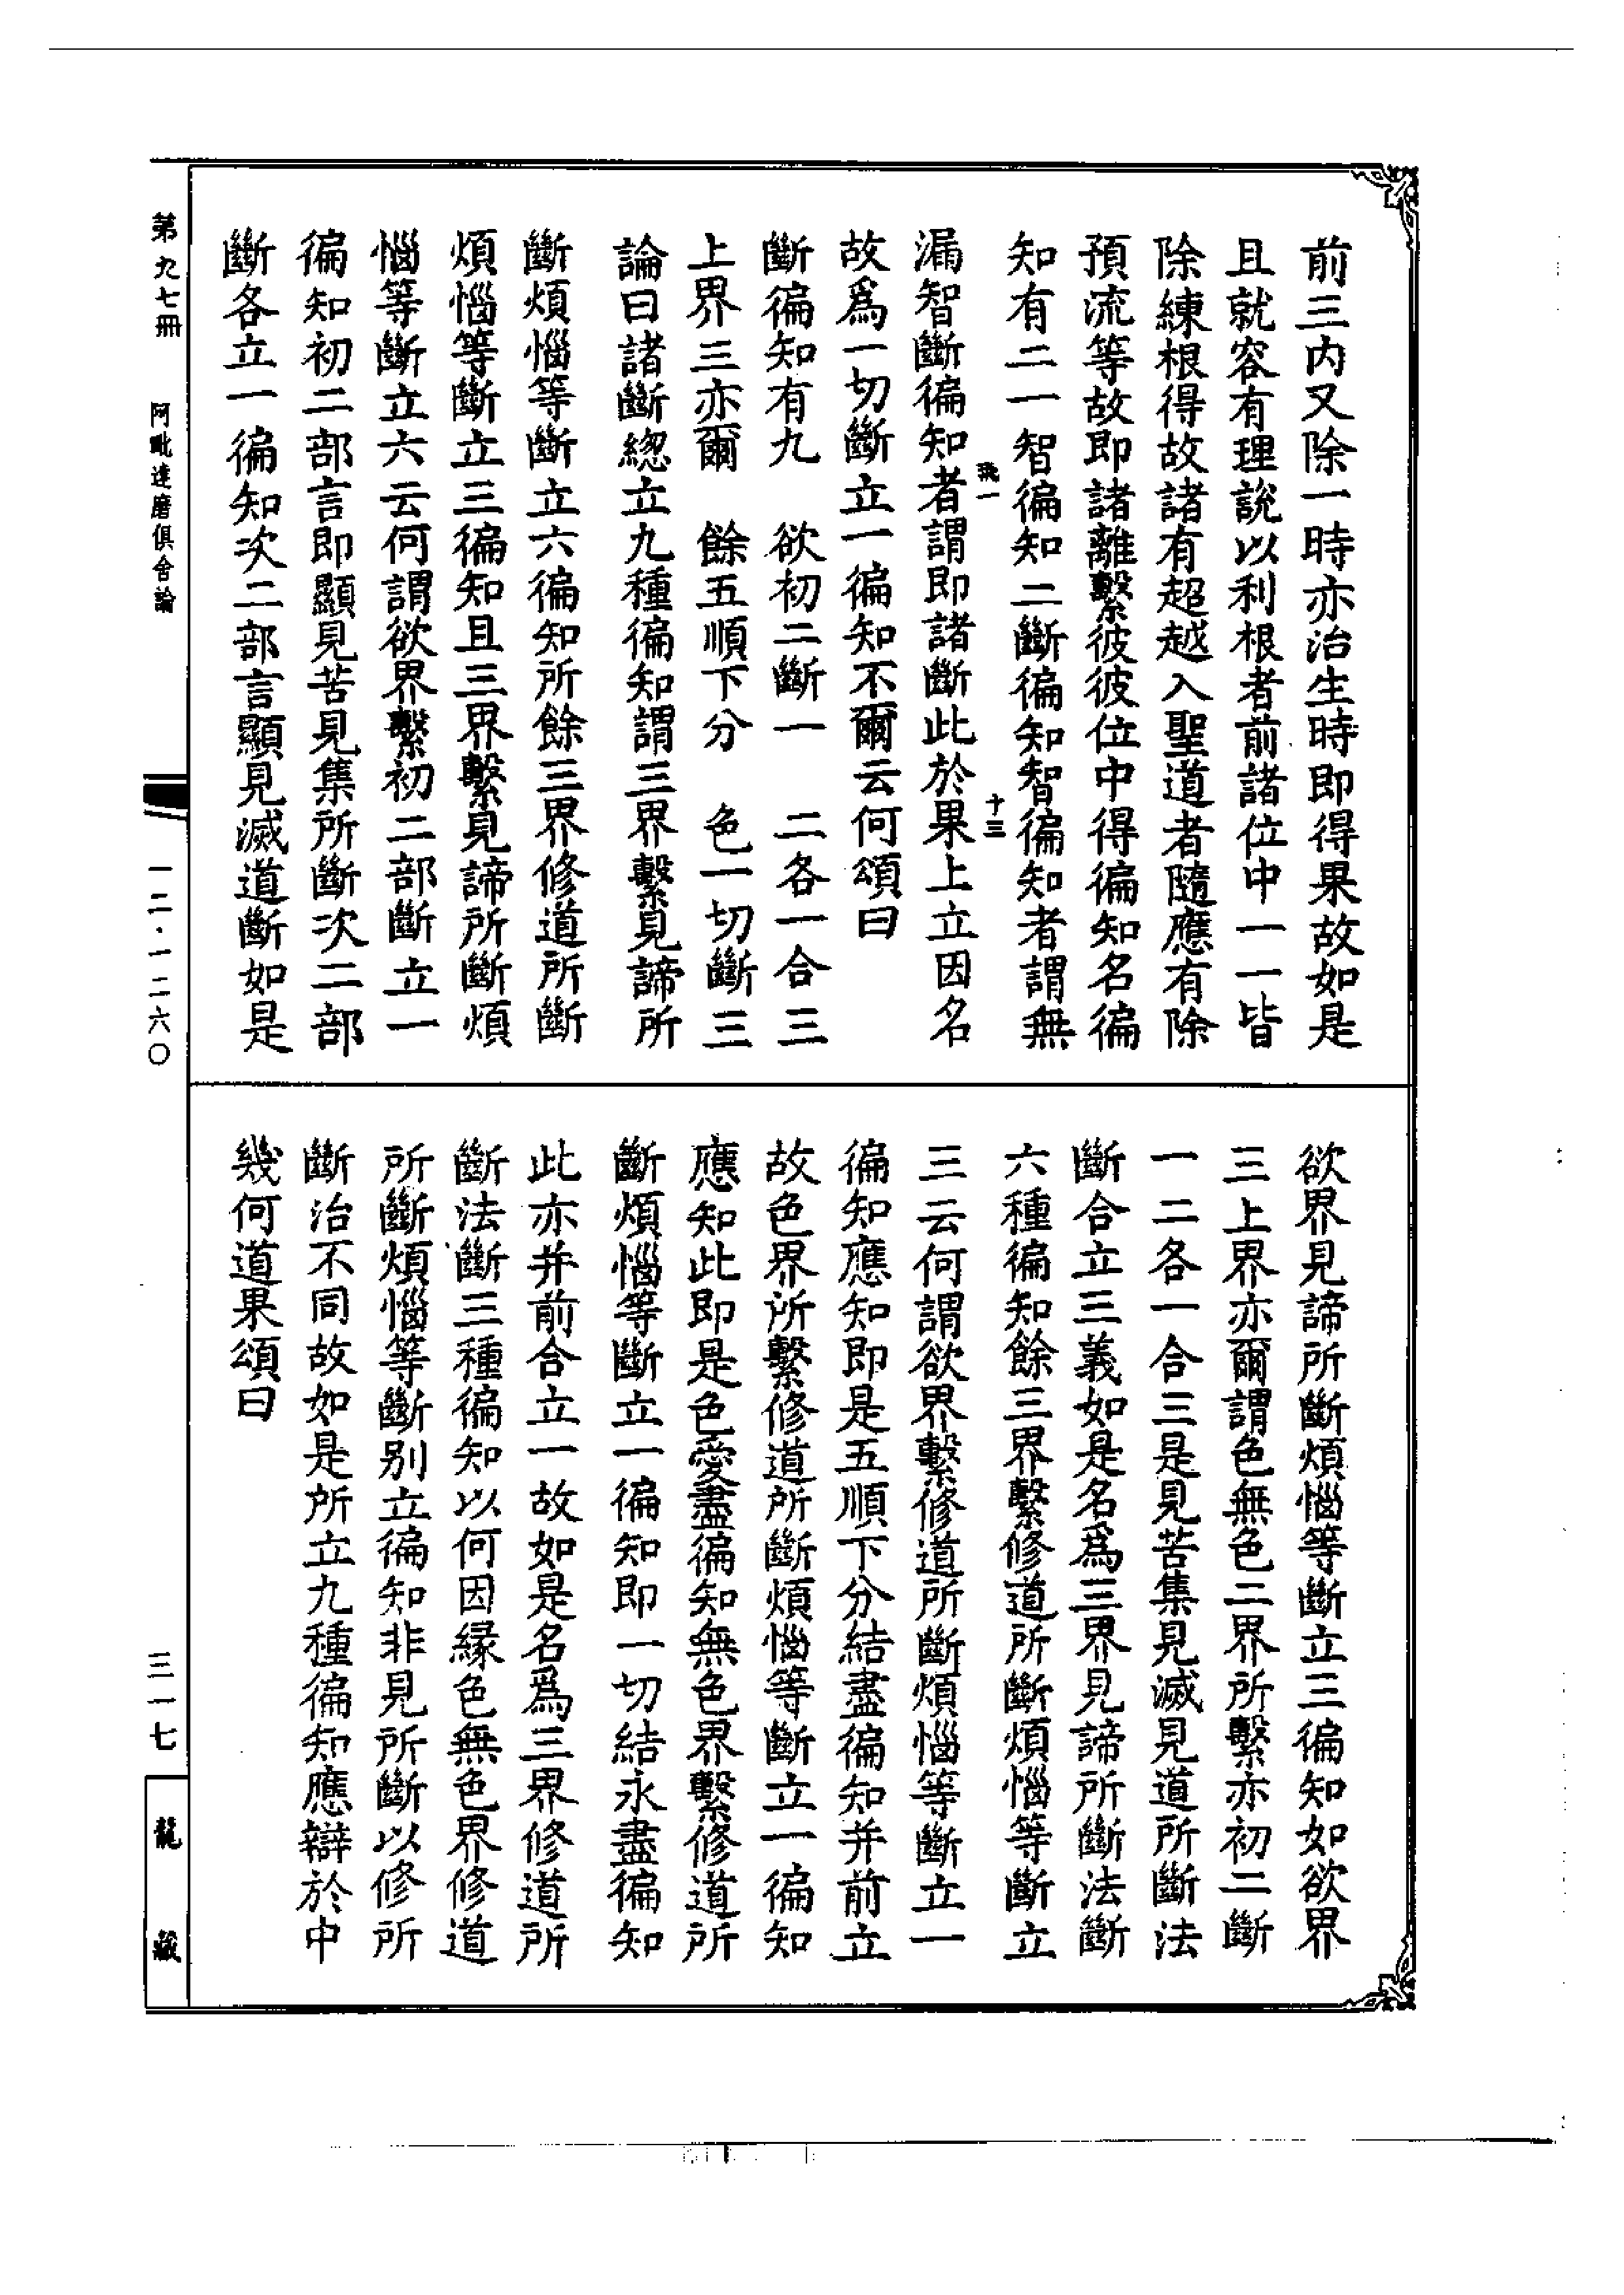 前三内又除一時亦治生時即得果故如是
且就容有理說以利根者前諸位中一一皆
除練根得故諸有超越入聖道者隨應有除
預流等故即諸離繫彼彼位中得徧知名徧
知有二一智徧知二斷徧知智徧知者謂無
漏智斷徧知者謂即諸斷此於果上立因名
故爲一切斷立一徧知不爾云何頌曰
斷徧知有九　欲初二斷一　二各一合三
上界三亦爾　餘五順下分　色一切斷三
論曰諸斷總立九種徧知謂三界繫見諦所
斷煩惱等斷立六徧知所餘三界修道所斷
煩惱等斷立三徧知且三界繫見諦所斷煩
惱等斷立六云何謂欲界繫初二部斷立一
徧知初二部言即顯見苦見集所斷次二部
斷各立一徧知次二部言顯見滅道斷如是
欲界見諦所斷煩惱等斷立三徧知如欲界
三上界亦爾謂色無色二界所繫亦初二斷
一二各一合三是見苦集見滅見道所斷法
斷合立三義如是名爲三界見諦所斷法斷
六種徧知餘三界繫修道所斷煩惱等斷立
三云何謂欲界繫修道所斷煩惱等斷立一
徧知應知即是五順下分結盡徧知并前立
故色界所繫修道所斷煩惱等斷立一徧知
應知此即是色愛盡徧知無色界繫修道所
斷煩惱等斷立一徧知即一切結永盡徧知
此亦并前合立一故如是名爲三界修道所
斷法斷三種徧知以何因緣色無色界修道
所斷煩惱等斷别立徧知非見所斷以修所
斷治不同故如是所立九種徧知應辯於中
幾何道果頌曰
十三
第九七冊
阿毗達磨俱舍論
一二·一二六〇
三一七
龍藏